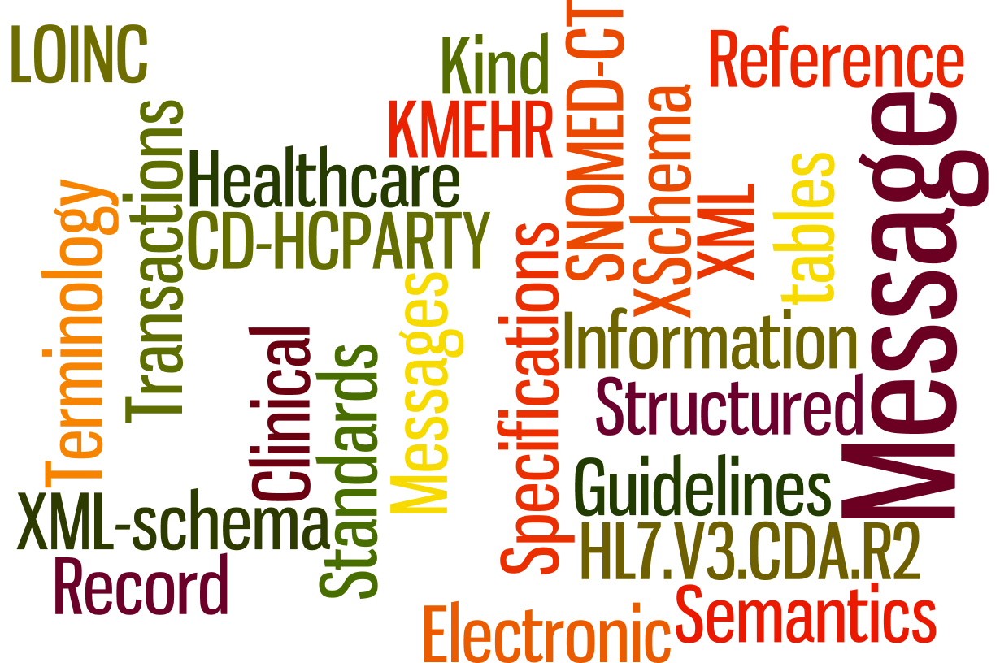 LOINC
Kind
SNOMED-CT
Reference
KMEHR
XSchema
Message
Transactions
Healthcare
XML
tables
Terminology
CD-HCPARTY
Specifications
Messages
Information
Clinical
Standards
Structured
Guidelines
XML-schema
HL7.V3.CDA.R2
Record
Semantics
Electronic